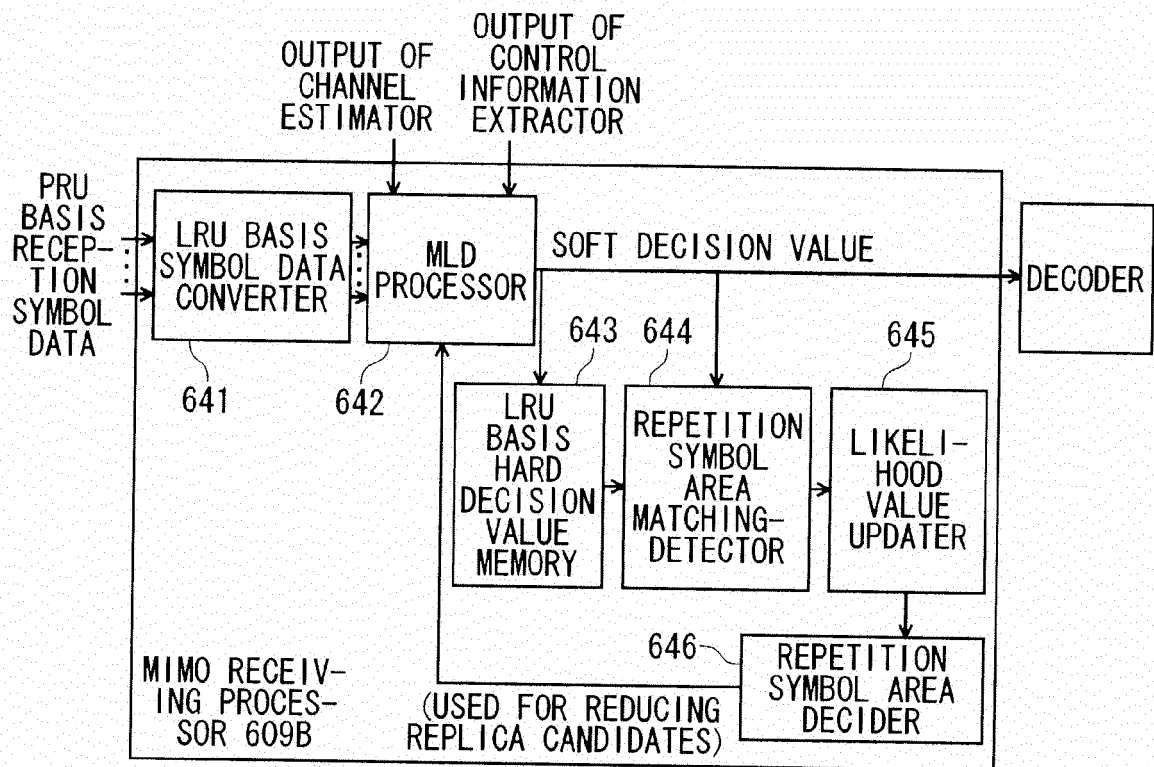 OUTPUT OF
CHANNEL
ESTIMATOR
OUTPUT OF
CONTROL
INFORMATION
EXTRACTOR
PRU
BASIS
RECEP-
TION
SYMBOL
DATA
LRU BASIS
SYMBOL DATA
CONVERTER
641
MLD
PROCESSOR
642
SOFT DECISION VALUE
DECODER
643
LRU
BASIS
HARD
DECISION
VALUE
MEMORY
644
REPETITION
SYMBOL
AREA
MATCHING-
DETECTOR
645
LIKELI-
HOOD
VALUE
UPDATER
646
REPETITION
SYMBOL AREA
DECIDER
(USED FOR REDUCING
REPLICA CANDIDATES)
MIMO RECEIV-
ING PROCES-
SOR 609B